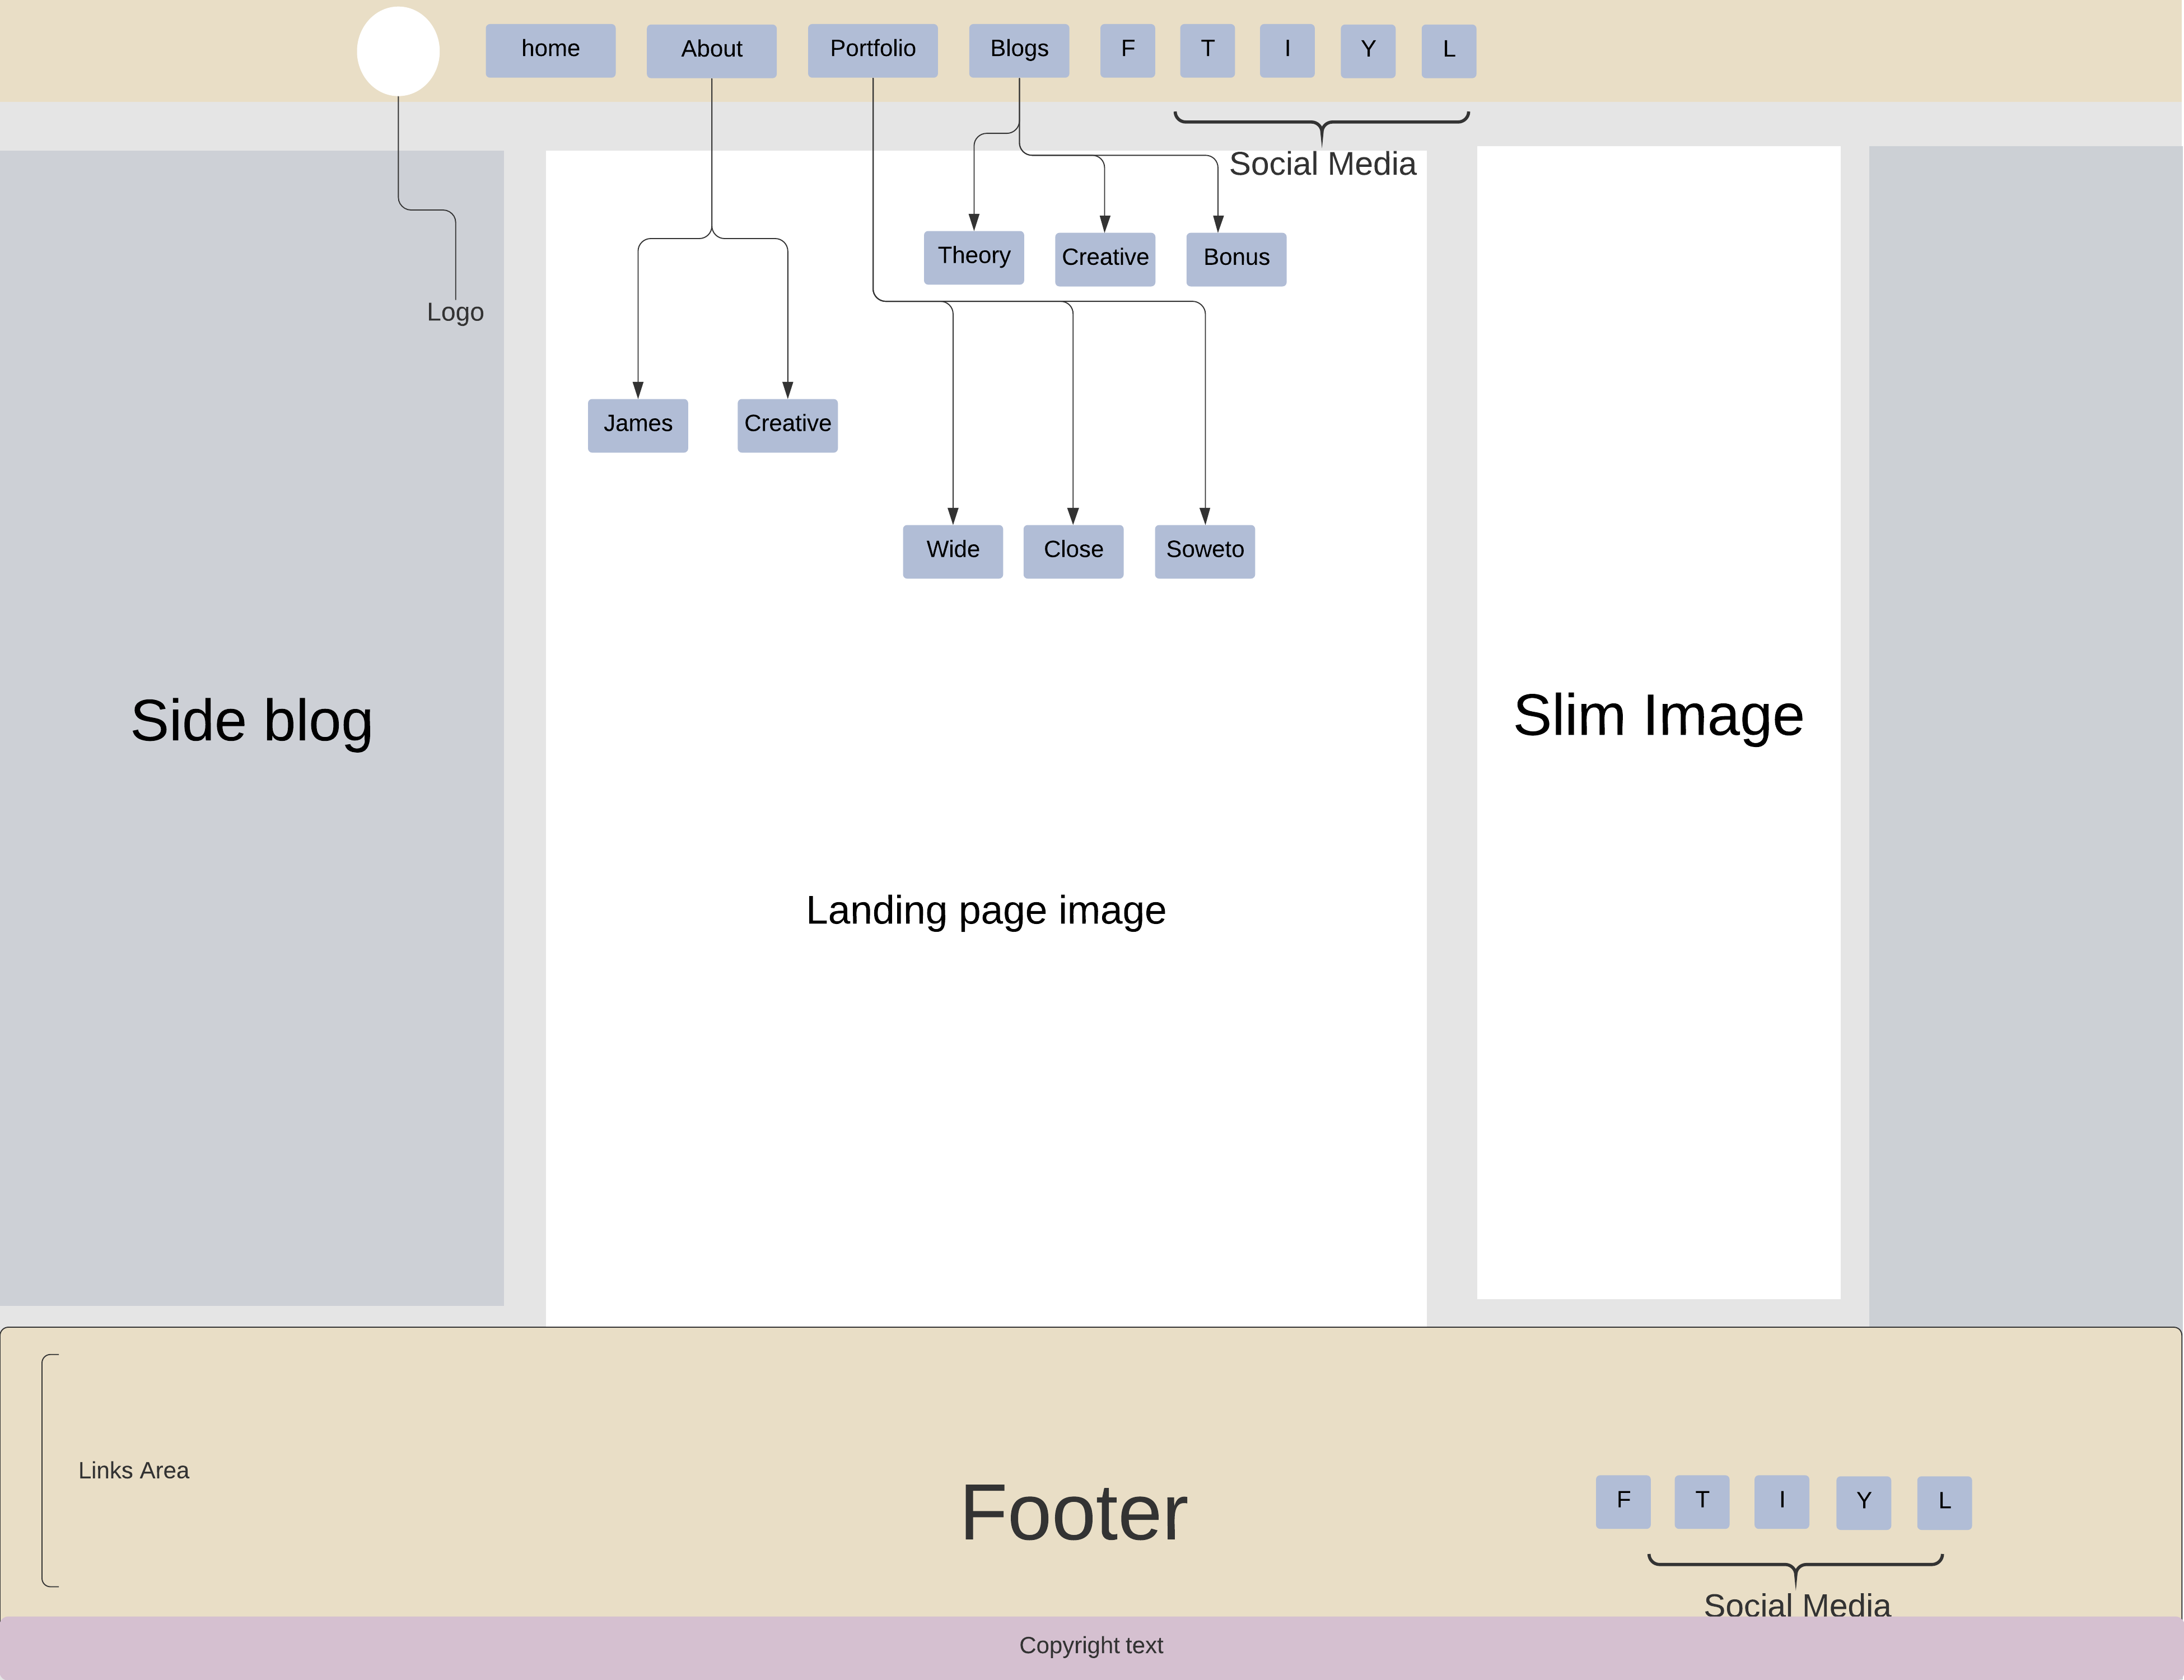 home
About
Portfolio
Blogs
F
T
I
Y
L
Social Media
Theory
Creative
Bonus
Logo
James
Creative
Wide
Close
Soweto
Side blog
Slim Image
Landing page image
Links Area
Footer
F
T
I
Y
L
Social Media
Copyright text